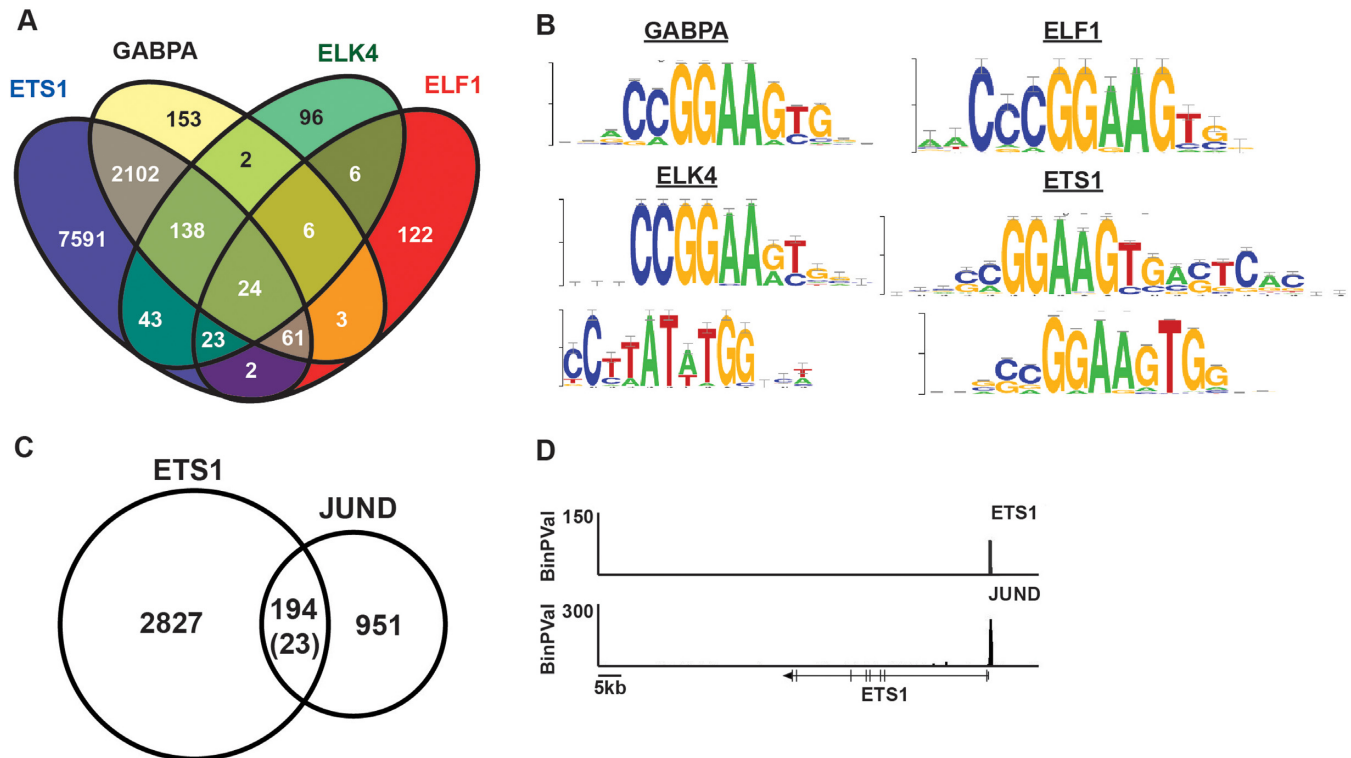 A
GABPA
ELK4
ETS1
ELF1
153
96
2102
2
6
7591
138
6
122
24
43
23
61
3
2
B
GABPA
ELF1
ELK4
ETS1
C
ETS1
JUND
2827
194
(23)
951
D
150
BinPVal
ETS1
300
BinPVal
JUND
5kb
ETS1